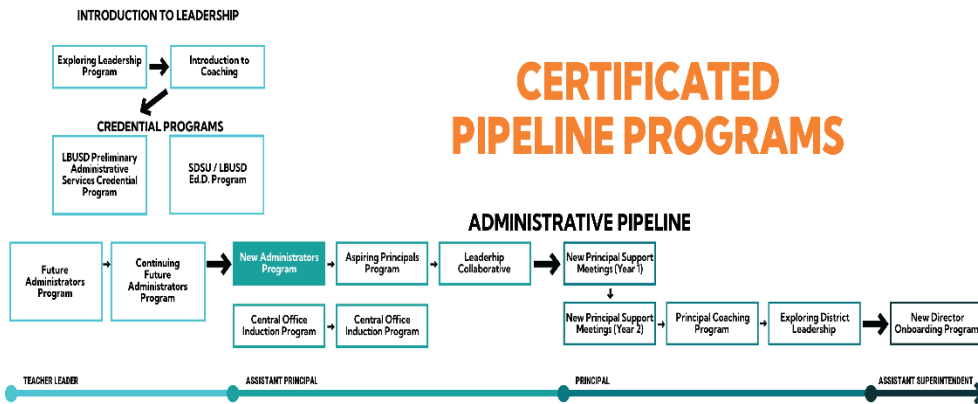 INTRODUCTION TO LEADERSHIP
Exploring Leadership
Program
Introduction to
Coaching
CERTIFICATED
PIPELINE PROGRAMS
CREDENTIAL PROGRAMS
LBUSD Preliminary
Administrative
Services Credential
Program
SDSU / LBUSD
Ed.D. Program
ADMINISTRATIVE PIPELINE
Future
Administrators
Program
Continuing
Future
Administrators
Program
New Administrators
Program
Aspiring Principals
Program
Leaderhip
Collaborative
New Principal Support
Meetings (Year 1)
Central Office
Induction Program
Central Office
Induction Program
New Principal Support
Meetings (Year 2)
Principal Coaching
Program
Exploring District
Leadership
New Director
Onboarding Program
TEACHER LEADER
ASSISTANT PRINCIPAL
PRINCIPAL
ASSISTANT SUPERINTENDENT